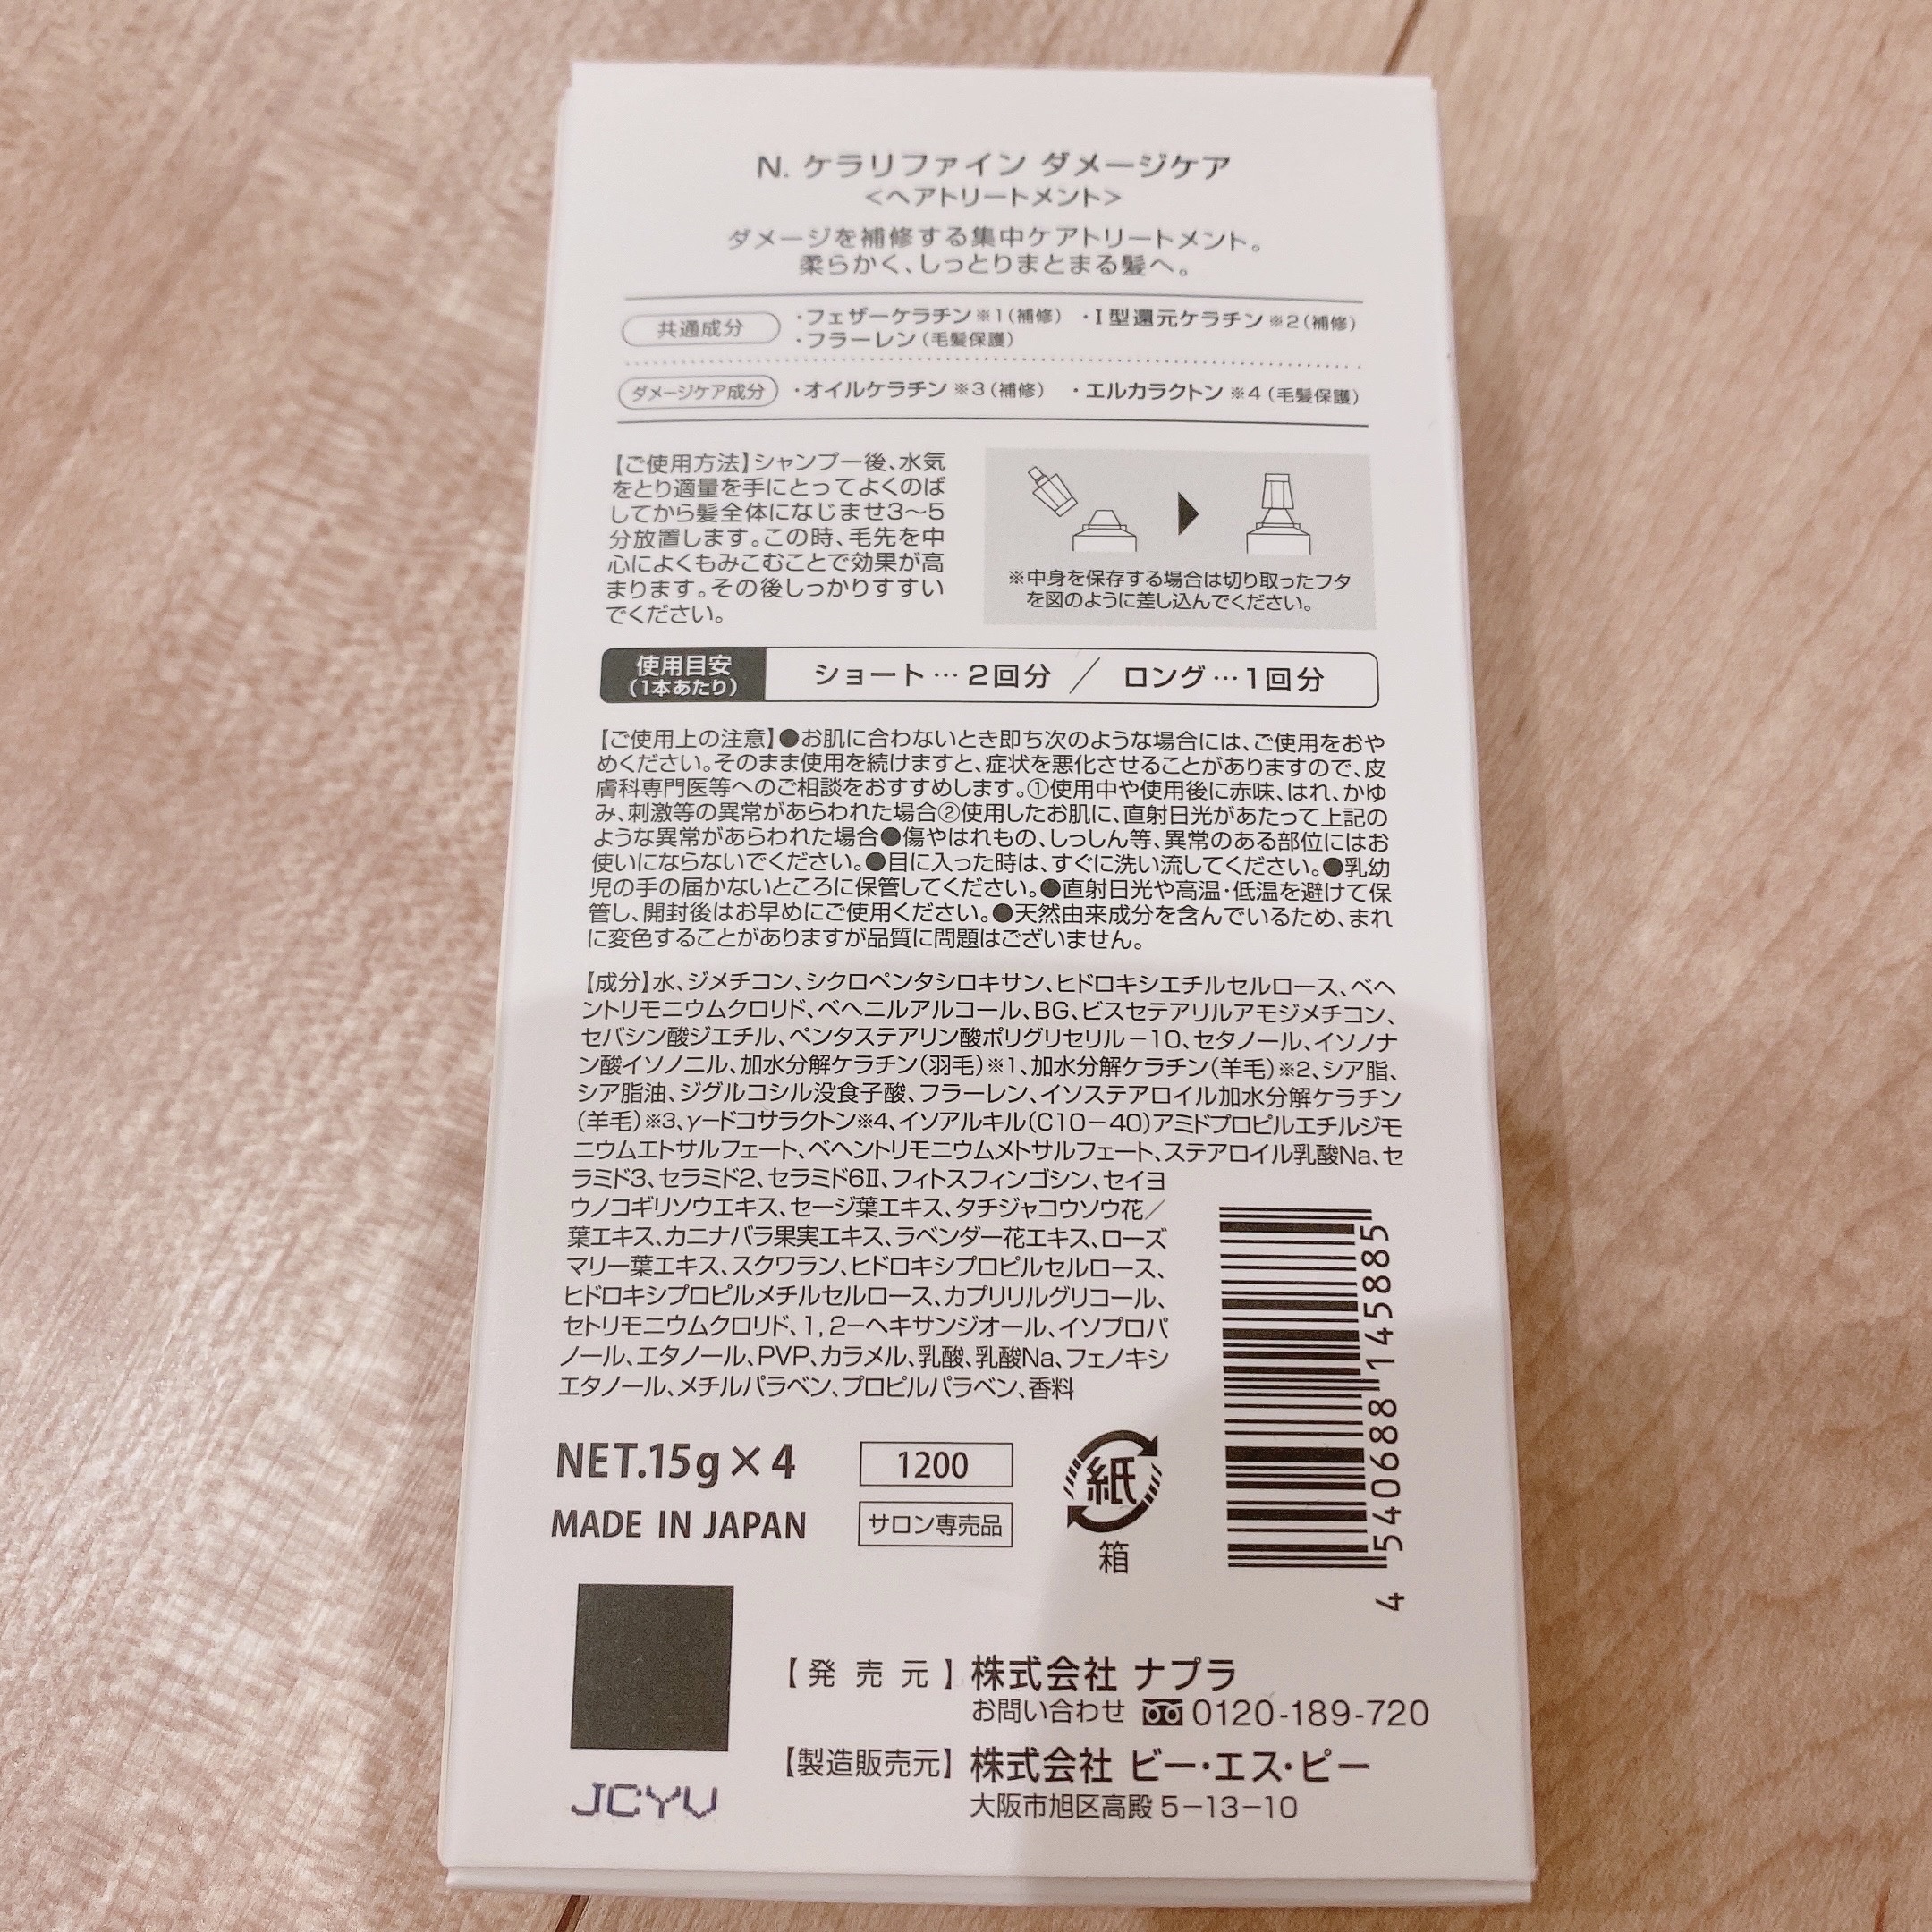 N. ケラリファイン ダメージケア
<ヘアトリートメント>
ダメージを補修する集中ケアトリートメント。
柔らかく、しっとりまとまる髪へ。
共通成分
・フェザーケラチン※1(補修) ・I型還元ケラチン※2(補修)
・フラーレン(毛髪保護)
ダメージケア成分 ・オイルケラチン※3(補修) ・エルカラクトン※4(毛髪保護)
【ご使用方法】シャンプー後、水気
をとり適量を手にとってよくのば
してから髪全体になじませ3〜5
分放置します。この時、毛先を中
心によくもみこむことで効果が高
まります。その後しっかりすすい
でください。
※中身を保存する場合は切り取ったフタ
を図のように差し込んでください。
使用目安
(1本あたり)
ショート…2回分 / ロング…1回分
【ご使用上の注意】●お肌に合わないとき即ち次のような場合には、ご使用をおや
めください。そのまま使用を続けますと、症状を悪化させることがありますので、皮
膚科専門医等へのご相談をおすすめします。①使用中や使用後に赤味、はれ、かゆ
み、刺激等の異常があらわれた場合②使用したお肌に、直射日光があたって上記の
ような異常があらわれた場合●傷やはれもの、しっしん等、異常のある部位にはお
使いにならないでください。●目に入った時は、すぐに洗い流してください。●乳幼
児の手の届かないところに保管してください。●直射日光や高温・低温を避けて保
管し、開封後はお早めにご使用ください。●天然由来成分を含んでいるため、まれ
に変色することがありますが品質に問題はございません。
【成分】水、ジメチコン、シクロペンタシロキサン、ヒドロキシエチルセルロース、ベヘ
ントリモニウムクロリド、ベヘニルアルコール、BG、ビスセテアリルアモジメチコン、
セバシン酸ジエチル、ペンタステアリン酸ポリグリセリル−10、セタノール、イソノナ
ン酸イソノニル、加水分解ケラチン(羽毛)※1、加水分解ケラチン(羊毛)※2、シア脂、
シア脂油、ジグルコシル没食子酸、フラーレン、イソステアロイル加水分解ケラチン
(羊毛)※3、γードコサラクトン※4、イソアルキル(C10−40)アミドプロピルエチルジモ
ニウムエトサルフェート、ベヘントリモニウムメトサルフェート、ステアロイル乳酸Na、セ
ラミド3、セラミド2、セラミド6Ⅱ、フィトスフィンゴシン、セイヨ
ウノコギリソウエキス、セージ葉エキス、タチジャコウソウ花/
葉エキス、カニナバラ果実エキス、ラベンダー花エキス、ローズ
マリー葉エキス、スクワラン、ヒドロキシプロピルセルロース、
ヒドロキシプロピルメチルセルロース、カプリリルグリコール、
セトリモニウムクロリド、1,2−ヘキサンジオール、イソプロパ
ノール、エタノール、PVP、カラメル、乳酸、乳酸Na、フェノキシ
エタノール、メチルパラベン、プロピルパラベン、香料
4 540688 145885
NET.15g×4
1200
MADE IN JAPAN
サロン専売品
紙
箱
JCYV
【発売元】株式会社 ナプラ
お問い合わせ 0120-189-720
【製造販売元】株式会社 ビー・エス・ピー
大阪市旭区高殿5−13−10